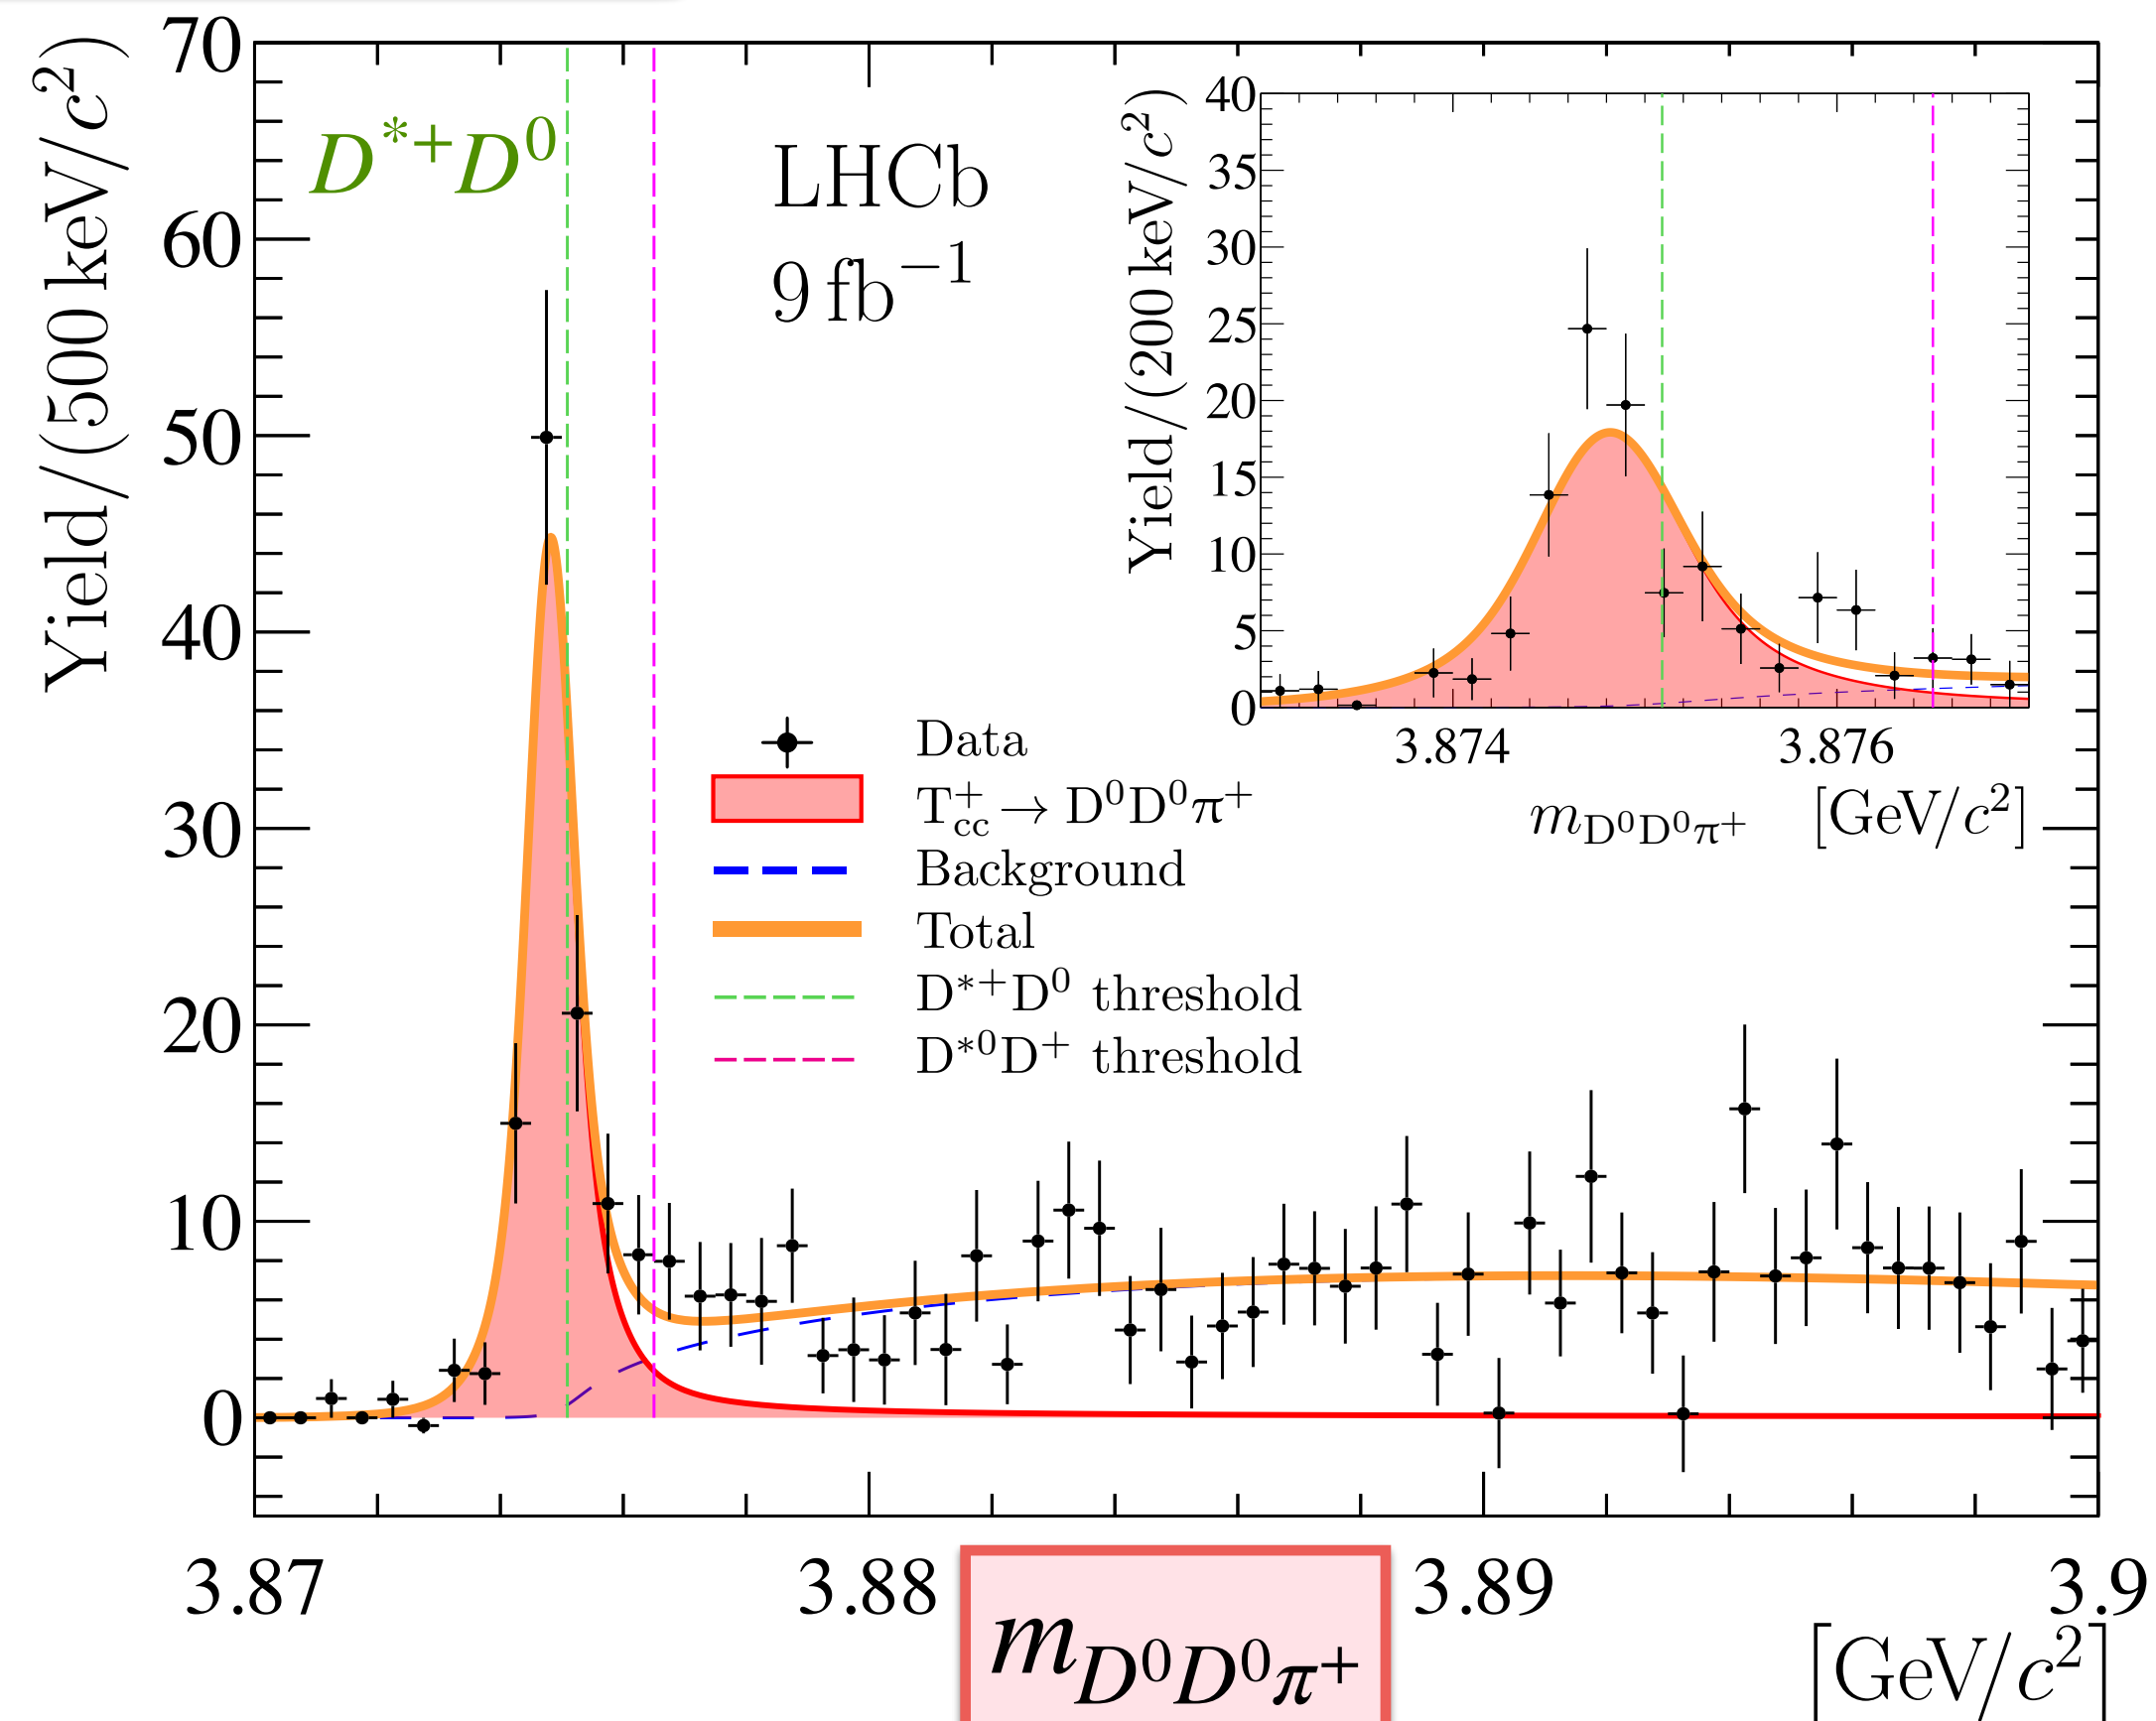 Yield/(500 keV/c²)
70
60
50
40
30
20
10
0
D*+D⁰
LHCb
9 fb⁻¹
Yield/(200 keV/c²)
40
35
30
25
20
15
10
5
0
3.874 3.876
m_D⁰D⁰π⁺ [GeV/c²]
Data
T⁺cc → D⁰D⁰π⁺
Background
Total
D*⁺D⁰ threshold
D*⁰D⁺ threshold
3.87 3.88 3.89 3.9
m_D⁰D⁰π⁺ [GeV/c²]